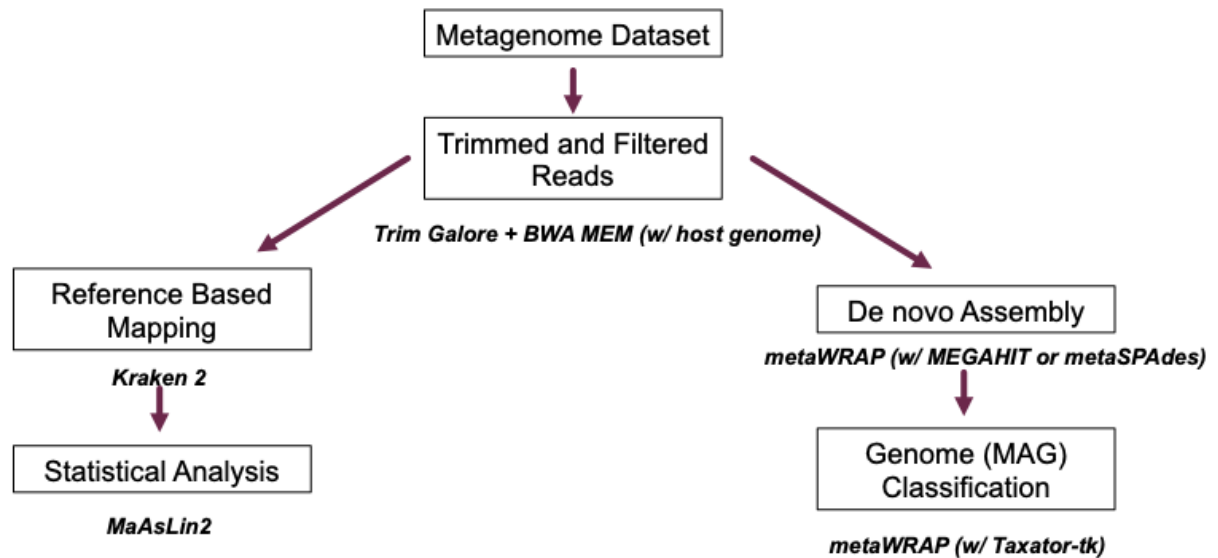 Metagenome Dataset
Trimmed and Filtered
Reads
Trim Galore + BWA MEM (w/ host genome)
Reference Based
Mapping
Kraken 2
Statistical Analysis
MaAsLin2
De novo Assembly
metaWRAP (w/ MEGAHIT or metaSPAdes)
Genome (MAG)
Classification
metaWRAP (w/ Taxator-tk)